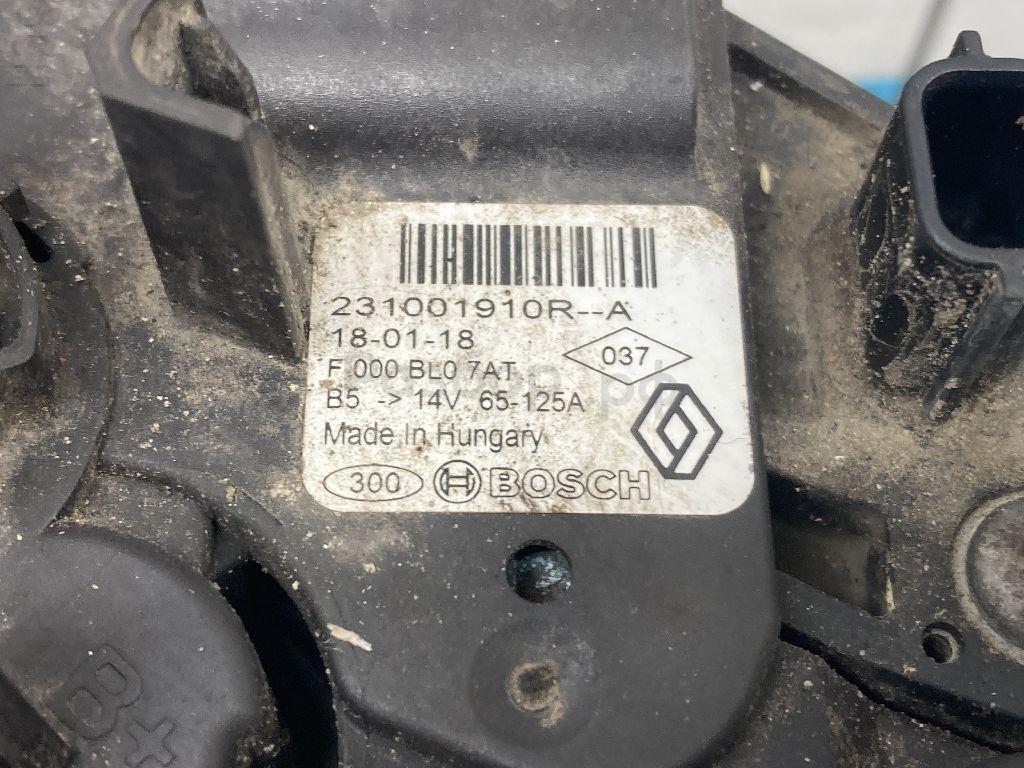 231001910R--A
18-01-18
037
F 000 BL0 7AT
B5 -> 14V 65-125A
Made In Hungary
300 BOSCH
B+